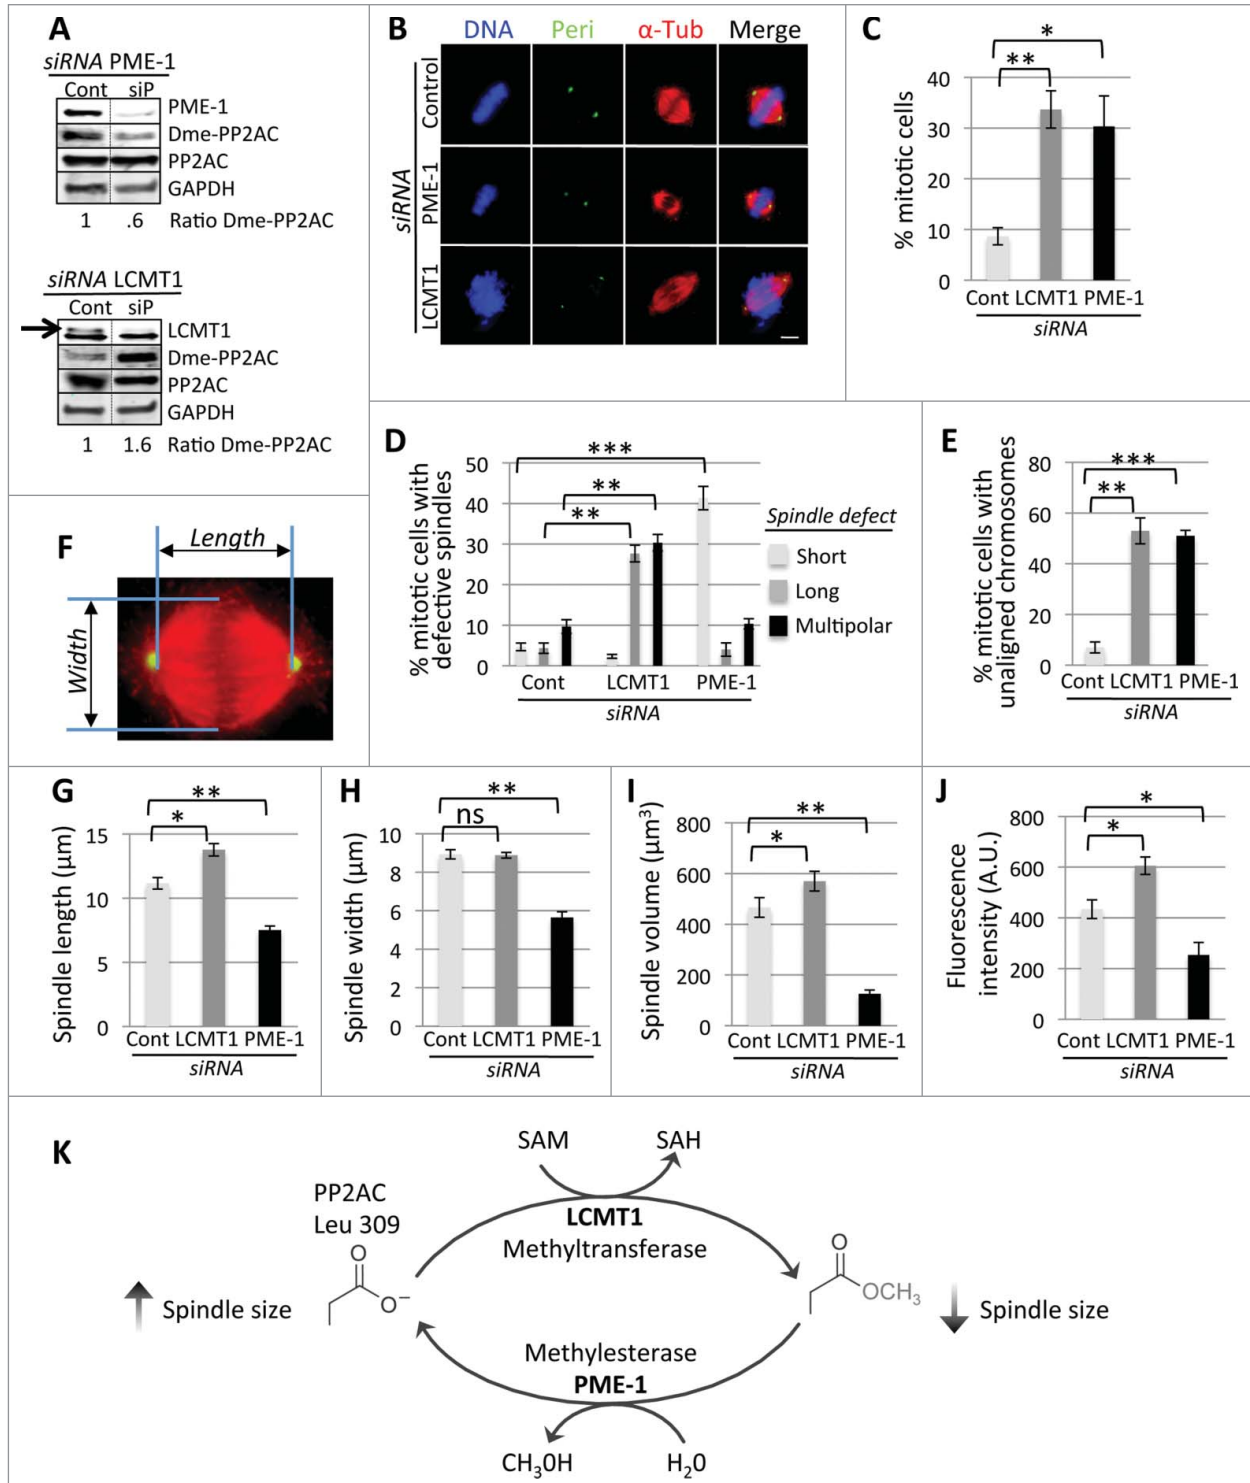 A
siRNA PME-1
Cont siP
PME-1
Dme-PP2AC
PP2AC
GAPDH
1 .6 Ratio Dme-PP2AC
siRNA LCMT1
Cont siP
LCMT1
Dme-PP2AC
PP2AC
GAPDH
1 1.6 Ratio Dme-PP2AC
B
DNA Peri α-Tub Merge
siRNA
Control
PME-1
LCMT1
C
*
**
% mitotic cells
40
30
20
10
0
Cont LCMT1 PME-1
siRNA
D
***
**
**
% mitotic cells with
defective spindles
50
40
30
20
10
0
Cont LCMT1 PME-1
siRNA
Spindle defect
Short
Long
Multipolar
E
***
**
% mitotic cells with
unaligned chromosomes
80
60
40
20
0
Cont LCMT1 PME-1
siRNA
F
Length
Width
G
**
*
Spindle length (μm)
15
10
5
0
Cont LCMT1 PME-1
siRNA
H
**
ns
Spindle width (μm)
10
8
6
4
2
0
Cont LCMT1 PME-1
siRNA
I
**
*
Spindle volume (μm³)
800
600
400
200
0
Cont LCMT1 PME-1
siRNA
J
*
*
Fluorescence
intensity (A.U.)
800
600
400
200
0
Cont LCMT1 PME-1
siRNA
K
SAM SAH
PP2AC
Leu 309
LCMT1
Methyltransferase
O
O⁻
O
OCH₃
Spindle size
Spindle size
Methylesterase
PME-1
CH₃0H H₂0